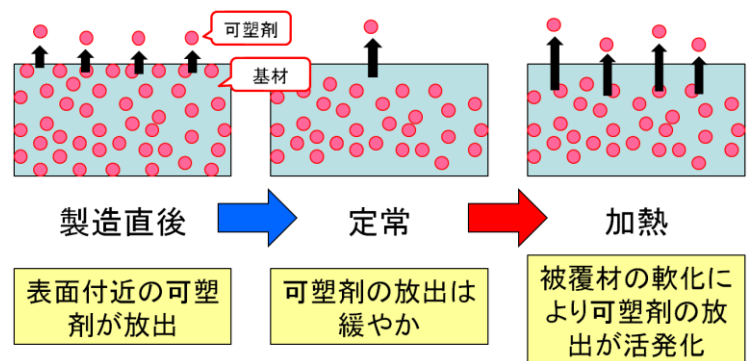 可塑剤
基材
製造直後
定常
加熱
表面付近の可塑
剤が放出
可塑剤の放出は
緩やか
被覆材の軟化に
より可塑剤の放
出が活発化